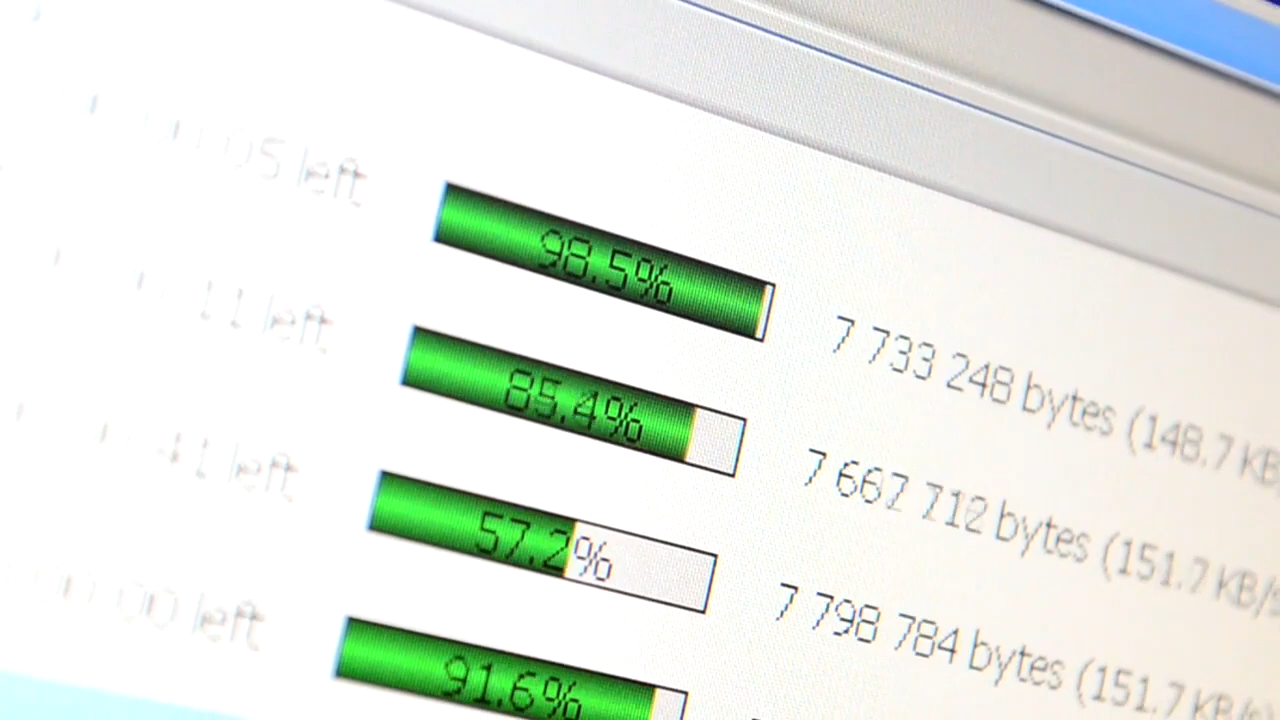 05 left 98.5% 7 733 248 bytes (148.7 KB
11 left 85.4% 7 667 712 bytes (151.7 KB/s
41 left 57.2% 7 798 784 bytes (151.7 KB/s)
00 left 91.6%